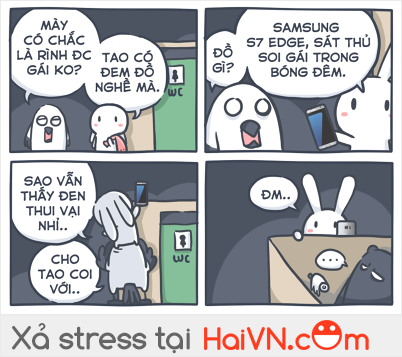 MÀY
CÓ CHẮC
LÀ RÌNH ĐC
GÁI KO?
TAO CÓ
ĐEM ĐỒ
NGHỀ MÀ.
WC
ĐỒ
GÌ?
SAMSUNG
S7 EDGE, SÁT THỦ
SOI GÁI TRONG
BÓNG ĐÊM.
SAO VẪN
THẤY ĐEN
THUI VẠI
NHỈ..
CHO
TAO COI
VỚI..
WC
ĐM..
...
Xả stress tại HaiVN.com